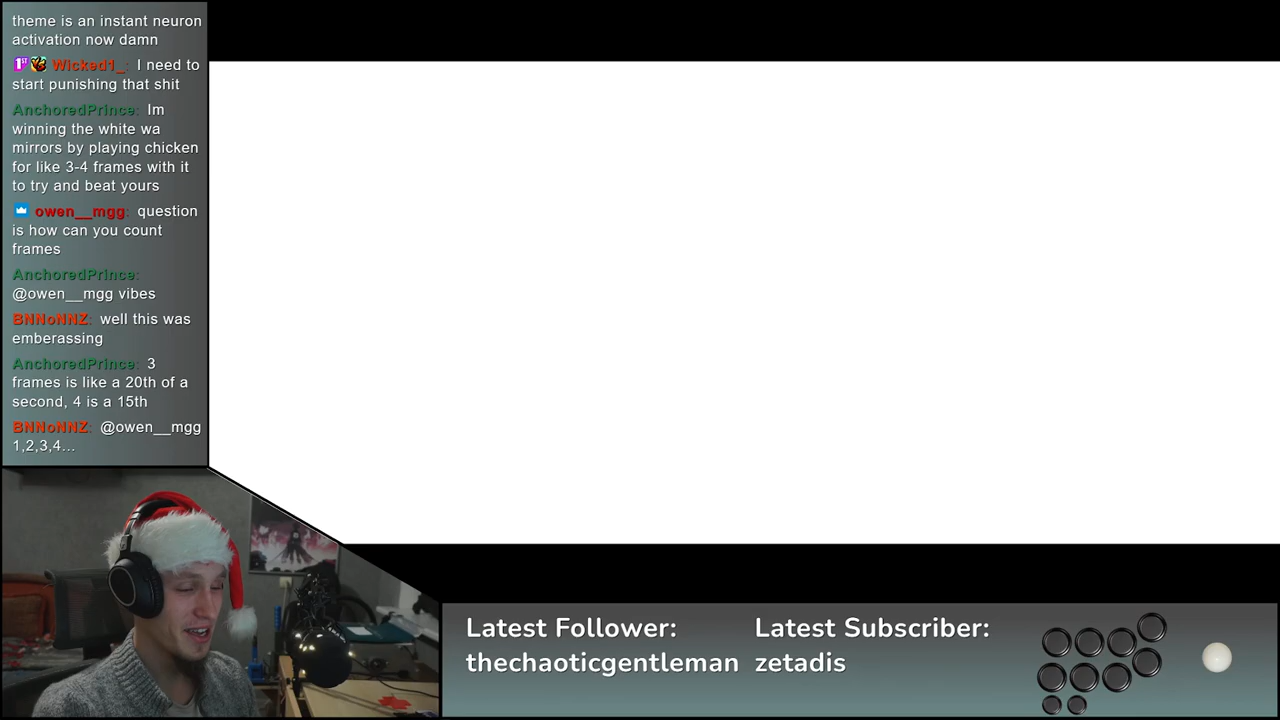 theme is an instant neuron
activation now damn
1ST Wicked1_: I need to
start punishing that shit
AnchoredPrince: Im
winning the white wa
mirrors by playing chicken
for like 3-4 frames with it
to try and beat yours
owen__mgg: question
is how can you count
frames
AnchoredPrince:
@owen__mgg vibes
BNNoNNZ: well this was
emberassing
AnchoredPrince: 3
frames is like a 20th of a
second, 4 is a 15th
BNNoNNZ: @owen__mgg
1,2,3,4...
Latest Follower:
thechaoticgentleman
Latest Subscriber:
zetadis